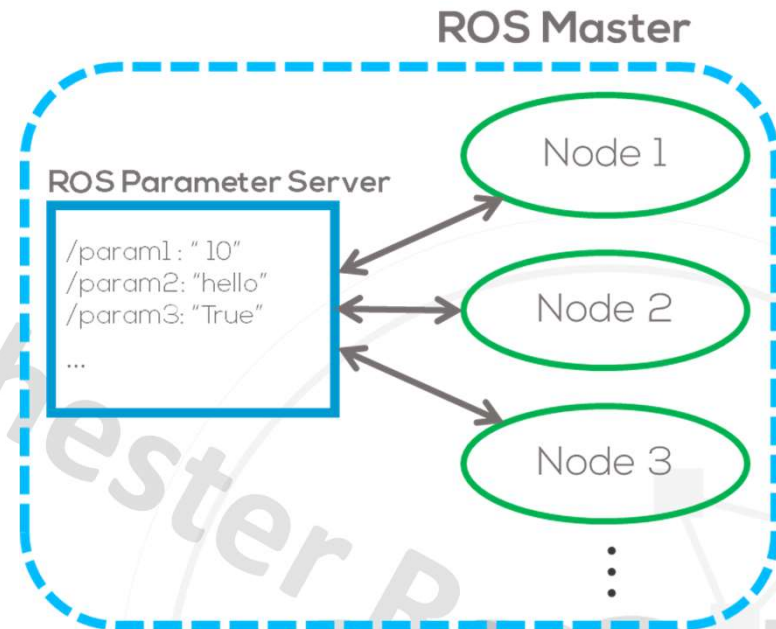 ROS Master
ROS Parameter Server
/param1: " 10"
/param2: "hello"
/param3: "True"
...
Node 1
Node 2
Node 3